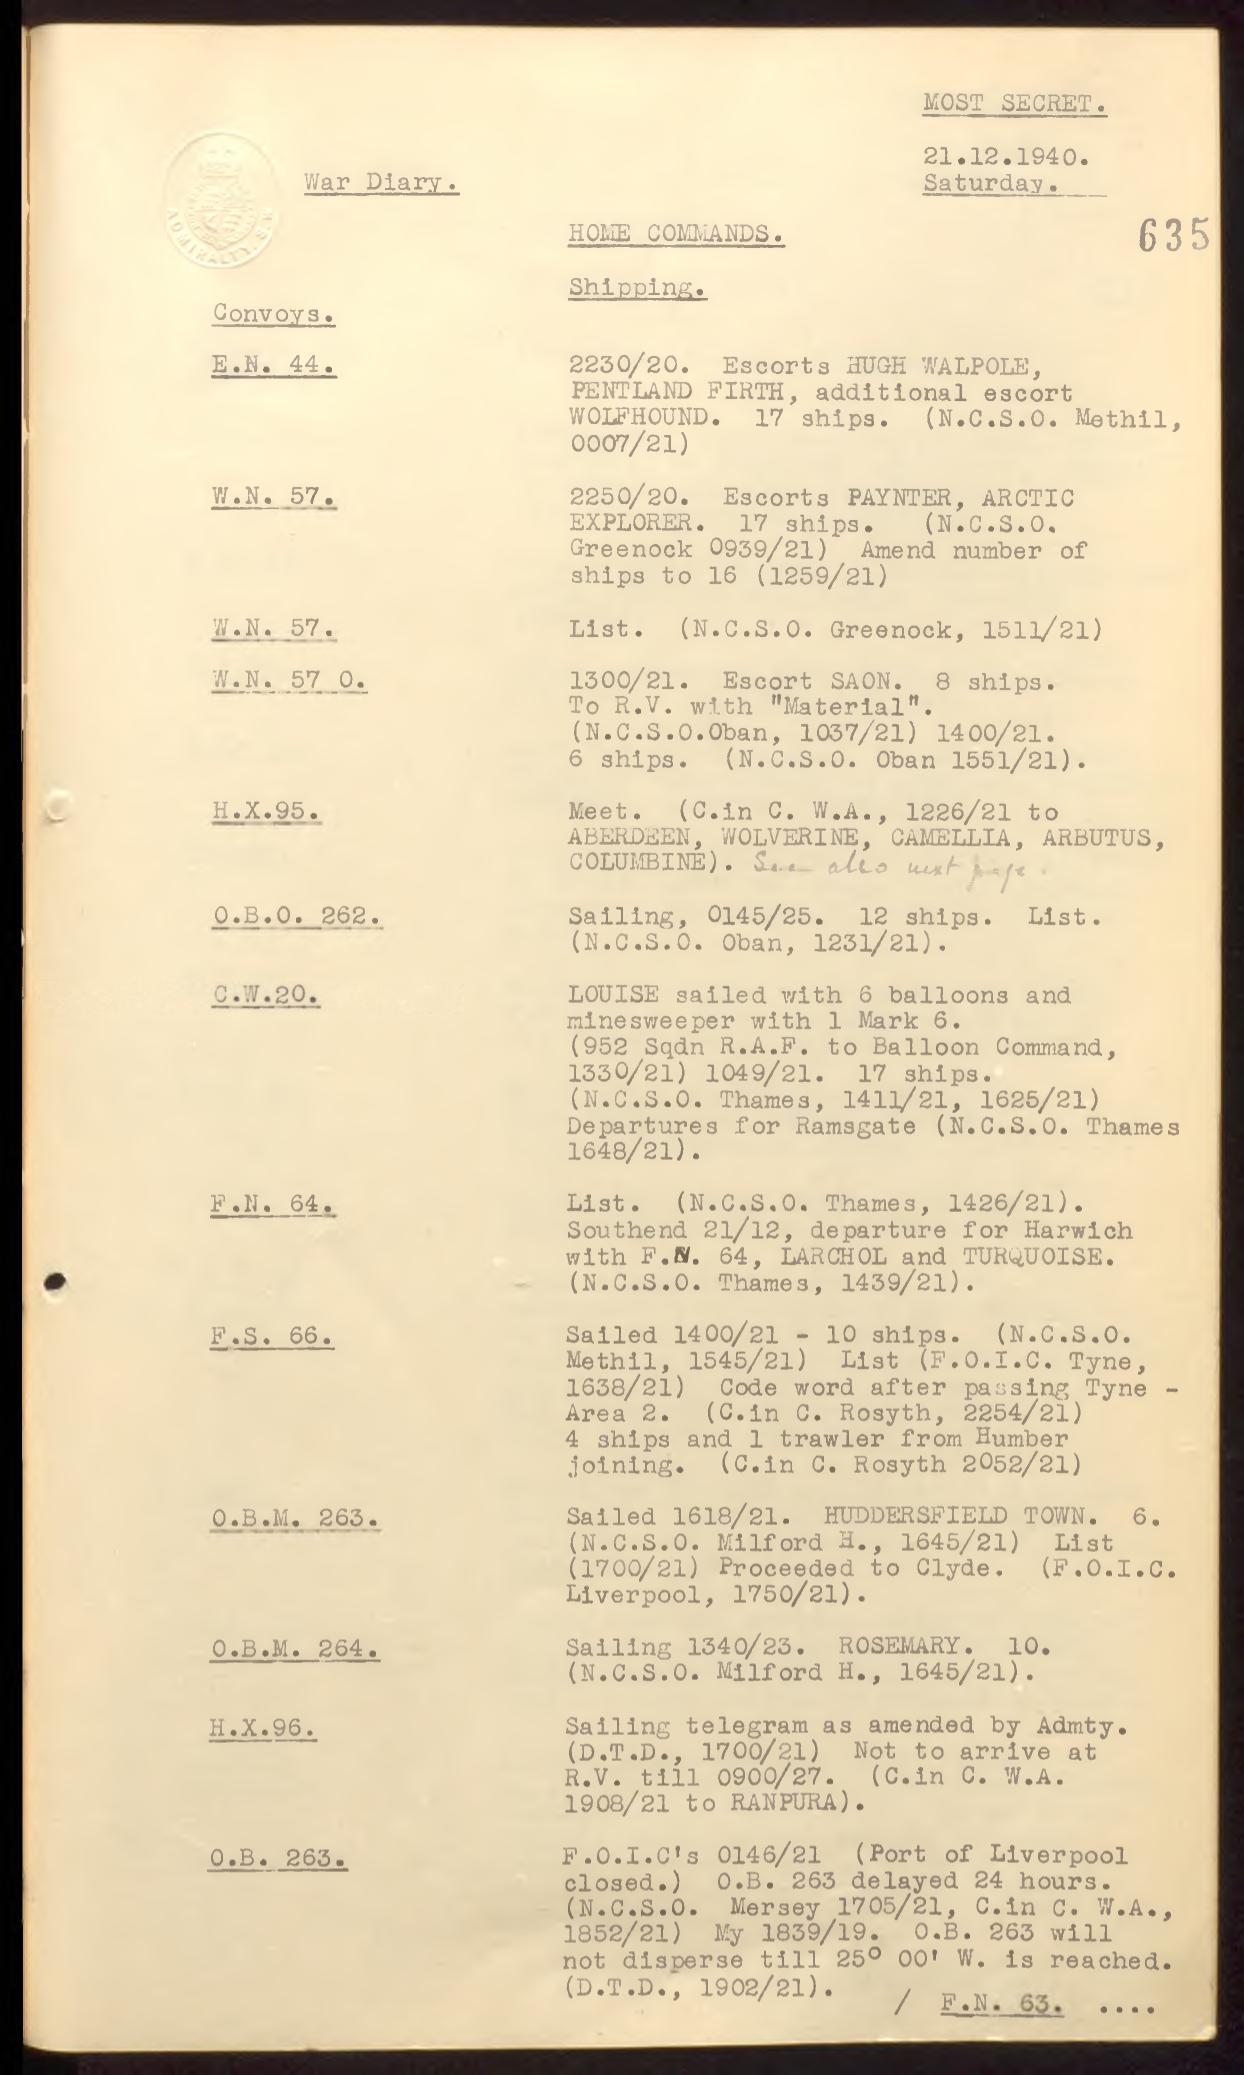 MOST SECRET.
21.12.1940.
War Diary.
Saturday.
HOME COMMANDS.
635
Shipping.
Convoys.
E.N. 44.
2230/20. Escorts HUGH WALPOLE,
PENTLAND FIRTH, additional escort
WOLFHOUND. 17 ships. (N.C.S.O. Methil,
0007/21)
W.N. 57.
2250/20. Escorts PAYNTER, ARCTIC
EXPLORER. 17 ships. (N.C.S.O.
Greenock 0939/21) Amend number of
ships to 16 (1259/21)
W.N. 57.
List. (N.C.S.O. Greenock, 1511/21)
W.N. 57 O.
1300/21. Escort SAON. 8 ships.
To R.V. with "Material".
(N.C.S.O.Oban, 1037/21) 1400/21.
6 ships. (N.C.S.O. Oban 1551/21).
H.X.95.
Meet. (C.in C. W.A., 1226/21 to
ABERDEEN, WOLVERINE, CAMELLIA, ARBUTUS,
COLUMBINE). See also next page.
O.B.O. 262.
Sailing, 0145/25. 12 ships. List.
(N.C.S.O. Oban, 1231/21).
C.W.20.
LOUISE sailed with 6 balloons and
minesweeper with 1 Mark 6.
(952 Sqdn R.A.F. to Balloon Command,
1330/21) 1049/21. 17 ships.
(N.C.S.O. Thames, 1411/21, 1625/21)
Departures for Ramsgate (N.C.S.O. Thames
1648/21).
F.N. 64.
List. (N.C.S.O. Thames, 1426/21).
Southend 21/12, departure for Harwich
with F.N. 64, LARCHOL and TURQUOISE.
(N.C.S.O. Thames, 1439/21).
F.S. 66.
Sailed 1400/21 - 10 ships. (N.C.S.O.
Methil, 1545/21) List (F.O.I.C. Tyne,
1638/21) Code word after passing Tyne -
Area 2. (C.in C. Rosyth, 2254/21)
4 ships and 1 trawler from Humber
joining. (C.in C. Rosyth 2052/21)
O.B.M. 263.
Sailed 1618/21. HUDDERSFIELD TOWN. 6.
(N.C.S.O. Milford H., 1645/21) List
(1700/21) Proceeded to Clyde. (F.O.I.C.
Liverpool, 1750/21).
O.B.M. 264.
Sailing 1340/23. ROSEMARY. 10.
(N.C.S.O. Milford H., 1645/21).
H.X.96.
Sailing telegram as amended by Admty.
(D.T.D., 1700/21) Not to arrive at
R.V. till 0900/27. (C.in C. W.A.
1908/21 to RANPURA).
O.B. 263.
F.O.I.C's 0146/21 (Port of Liverpool
closed.) O.B. 263 delayed 24 hours.
(N.C.S.O. Mersey 1705/21, C.in C. W.A.,
1852/21) My 1839/19. O.B. 263 will
not disperse till 25° 00' W. is reached.
(D.T.D., 1902/21).
/ F.N. 63. ....
ADMIRALTY. S.W